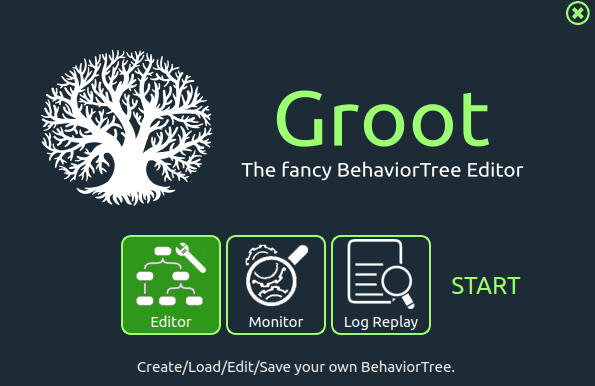 Groot
The fancy BehaviorTree Editor
Editor
Monitor
Log Replay
START
Create/Load/Edit/Save your own BehaviorTree.